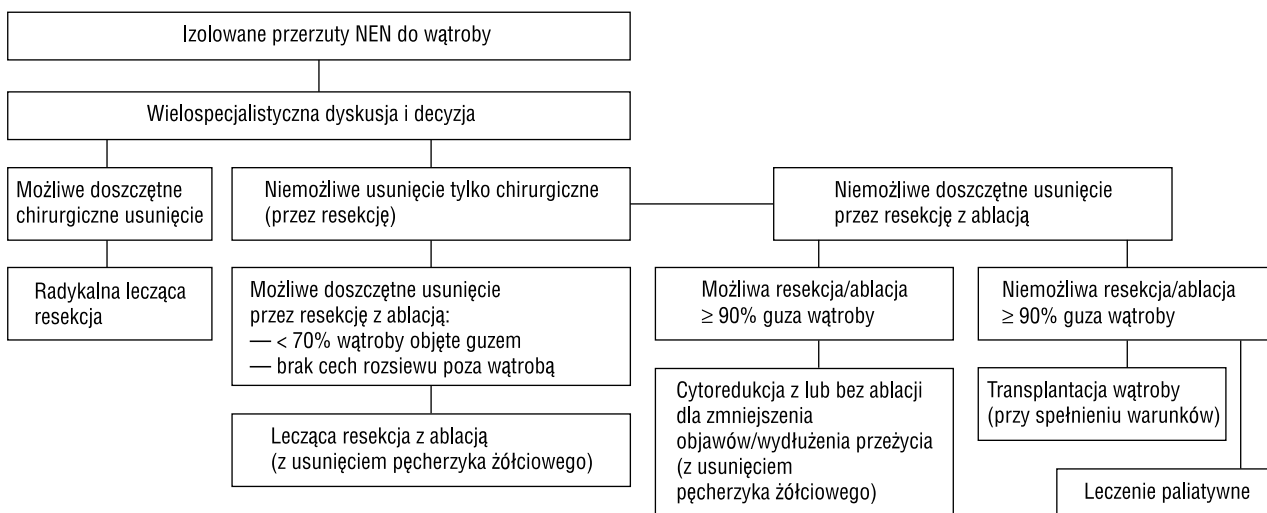 Izolowane przerzuty NEN do wątroby
Wielospecjalistyczna dyskusja i decyzja
Możliwe doszczętne
chirurgiczne usunięcie
Niemożliwe usunięcie tylko chirurgiczne
(przez resekcję)
Niemożliwe doszczętne usunięcie
przez resekcję z ablacją
Radykalna lecząca
resekcja
Możliwe doszczętne usunięcie
przez resekcję z ablacją:
— < 70% wątroby objęte guzem
— brak cech rozsiewu poza wątrobą
Możliwa resekcja/ablacja
≥ 90% guza wątroby
Niemożliwa resekcja/ablacja
≥ 90% guza wątroby
Lecząca resekcja z ablacją
(z usunięciem pęcherzyka żółciowego)
Cytoredukcja z lub bez ablacji
dla zmniejszenia
objawów/wydłużenia przeżycia
(z usunięciem
pęcherzyka żółciowego)
Transplantacja wątroby
(przy spełnieniu warunków)
Leczenie paliatywne